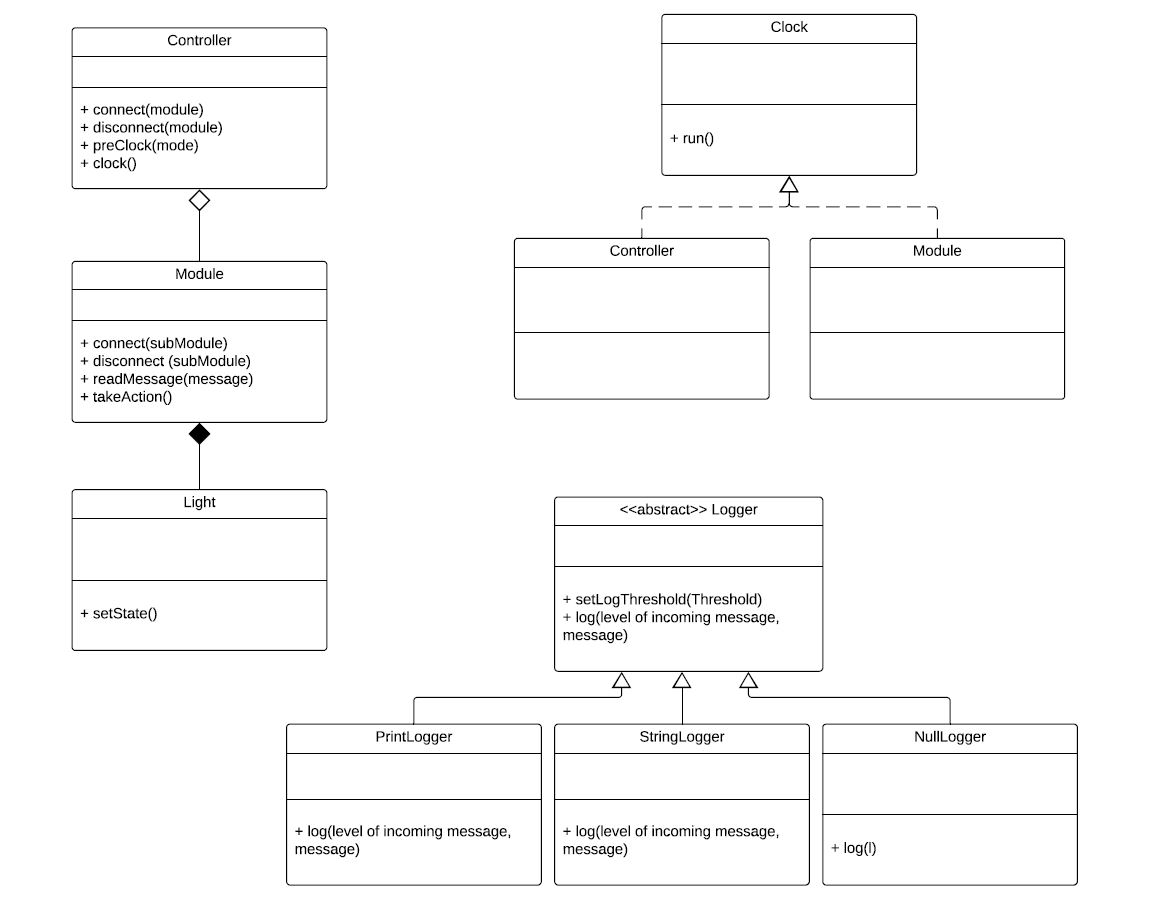 Controller
+ connect(module)
+ disconnect(module)
+ preClock(mode)
+ clock()
Module
+ connect(subModule)
+ disconnect (subModule)
+ readMessage(message)
+ takeAction()
Light
+ setState()
Clock
+ run()
Controller
Module
<<abstract>> Logger
+ setLogThreshold(Threshold)
+ log(level of incoming message,
message)
PrintLogger
+ log(level of incoming message,
message)
StringLogger
+ log(level of incoming message,
message)
NullLogger
+ log(l)